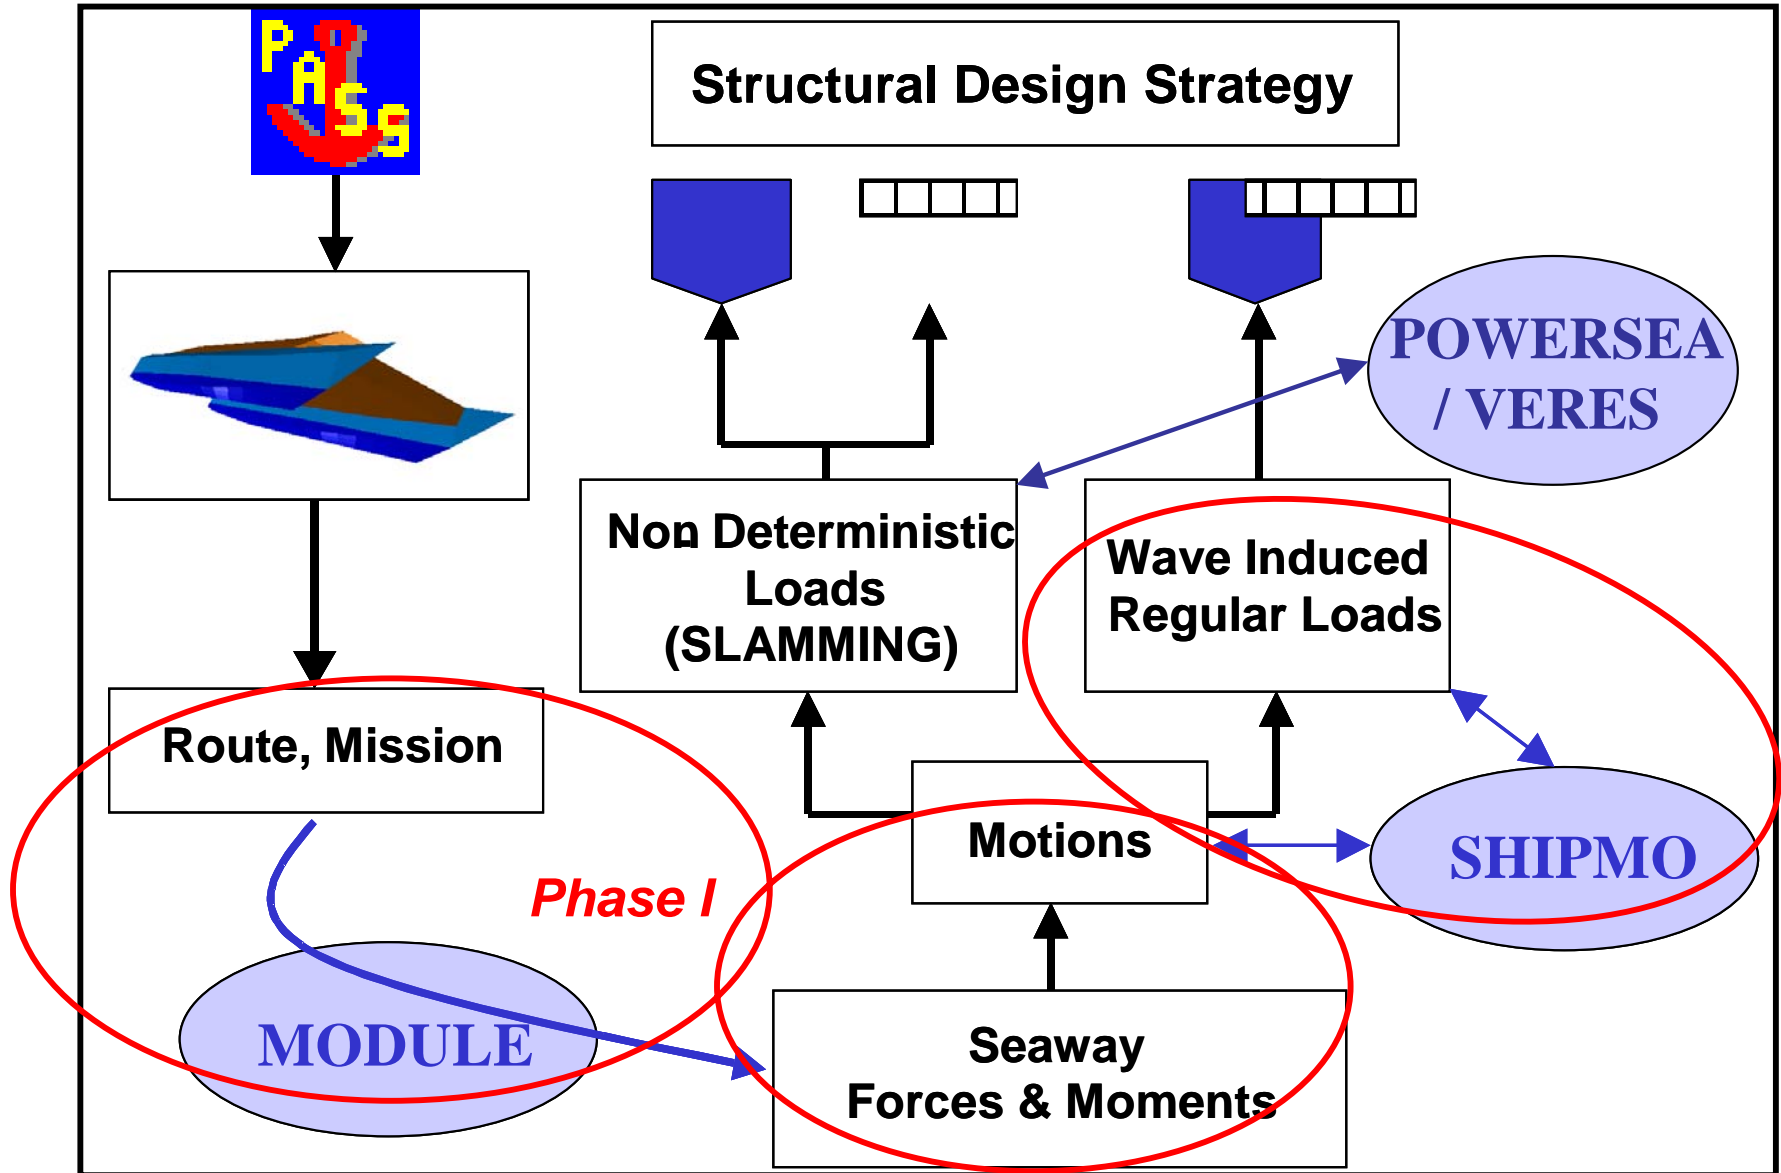 PASS
Structural Design Strategy
POWERSEA
/ VERES
Non Deterministic
Loads
(SLAMMING)
Wave Induced
Regular Loads
Route, Mission
Motions
SHIPMO
Phase I
MODULE
Seaway
Forces & Moments